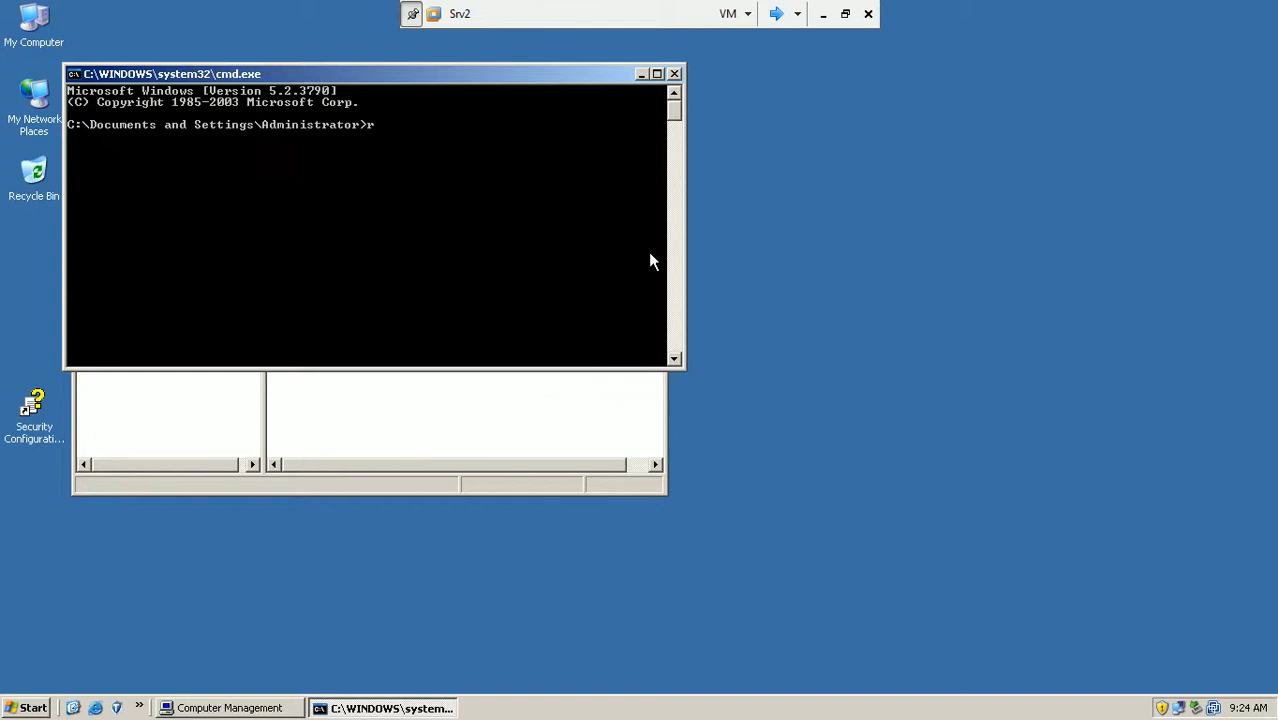 Srv2
VM
My Computer
C:\WINDOWS\system32\cmd.exe
Microsoft Windows [Version 5.2.3790]
(C) Copyright 1985-2003 Microsoft Corp.
C:\Documents and Settings\Administrator>r
My Network
Places
Recycle Bin
Security
Configurati...
Start
Computer Management
C:\WINDOWS\system...
9:24 AM